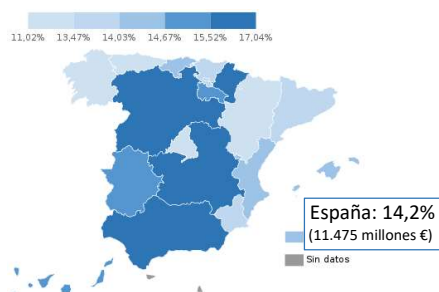 11,02% 13,47% 14,03% 14,67% 15,52% 17,04%
España: 14,2%
(11.475 millones €)
Sin datos